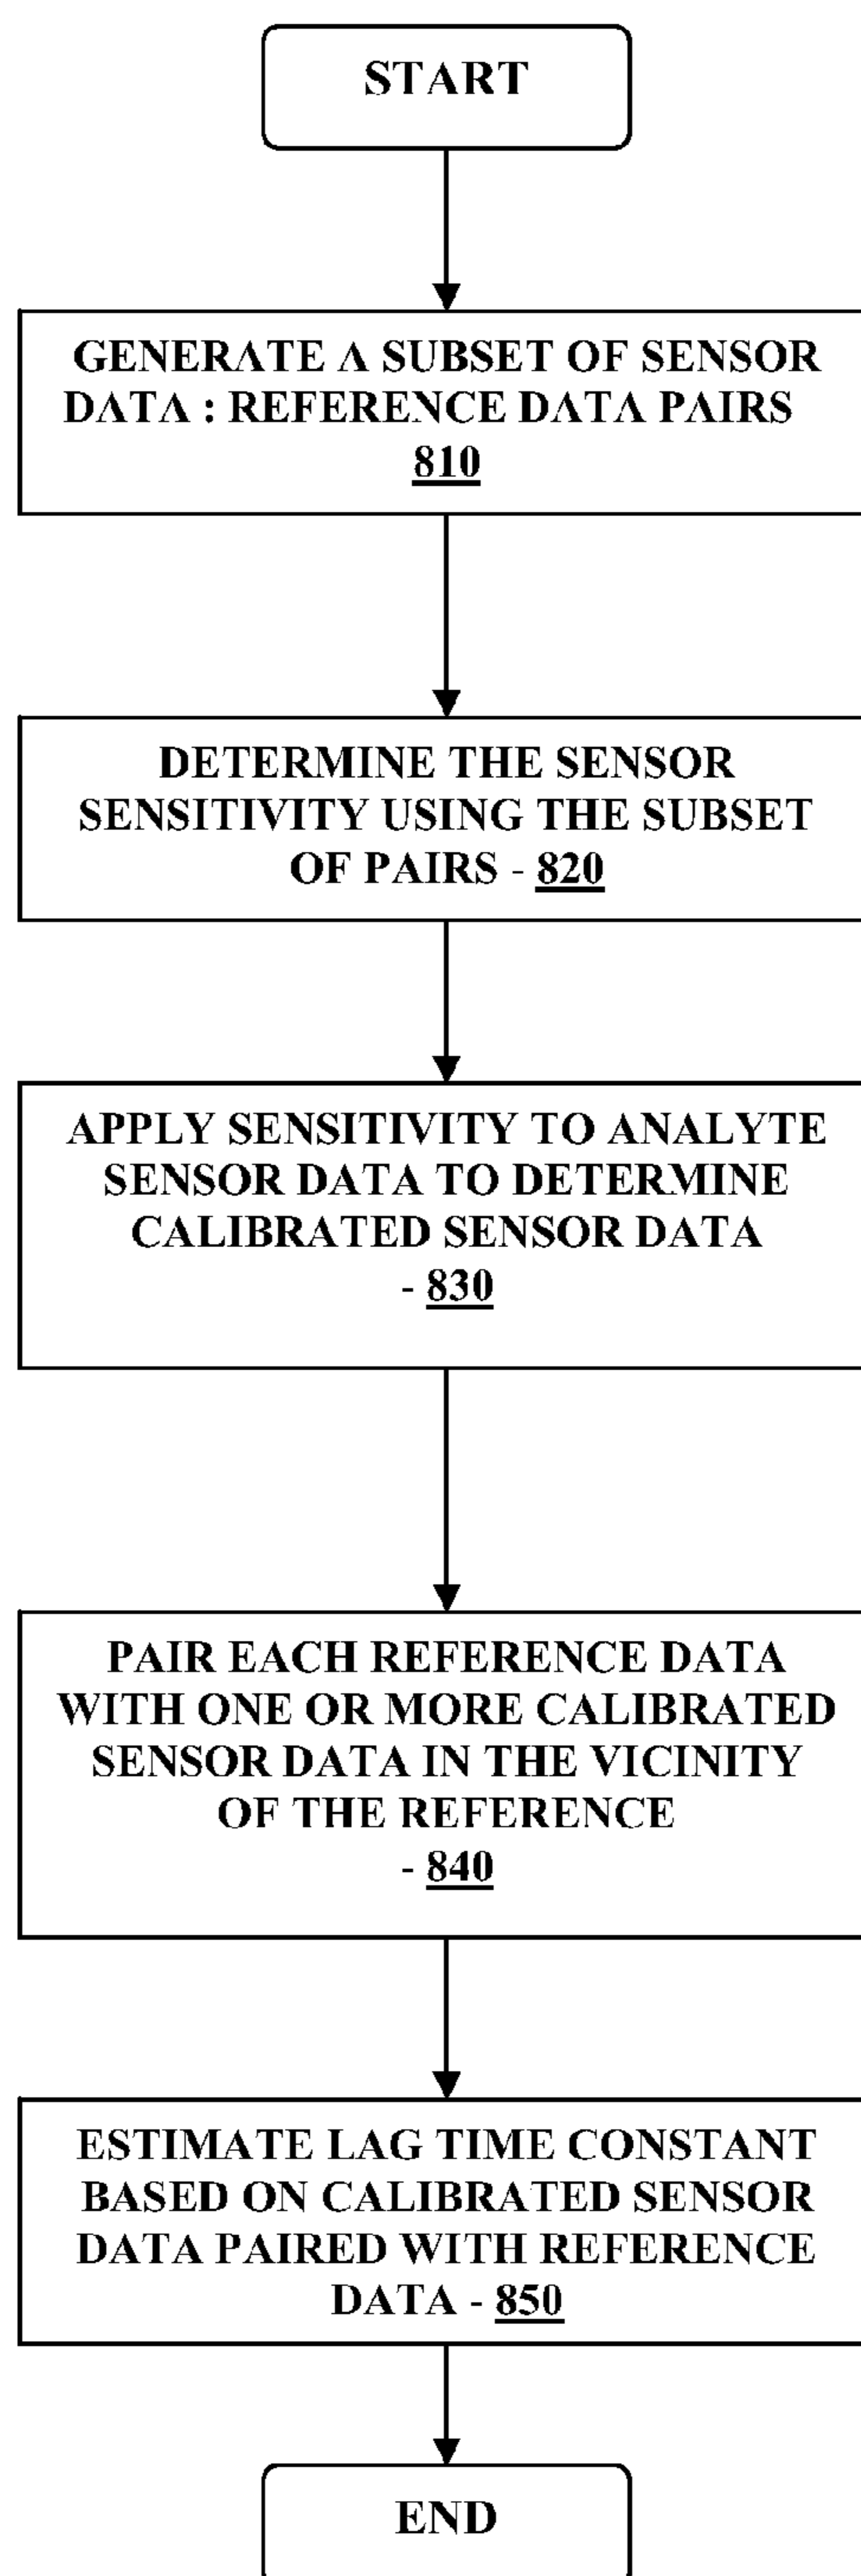 START
GENERATE A SUBSET OF SENSOR
DATA : REFERENCE DATA PAIRS
810
DETERMINE THE SENSOR
SENSITIVITY USING THE SUBSET
OF PAIRS - 820
APPLY SENSITIVITY TO ANALYTE
SENSOR DATA TO DETERMINE
CALIBRATED SENSOR DATA
- 830
PAIR EACH REFERENCE DATA
WITH ONE OR MORE CALIBRATED
SENSOR DATA IN THE VICINITY
OF THE REFERENCE
- 840
ESTIMATE LAG TIME CONSTANT
BASED ON CALIBRATED SENSOR
DATA PAIRED WITH REFERENCE
DATA - 850
END